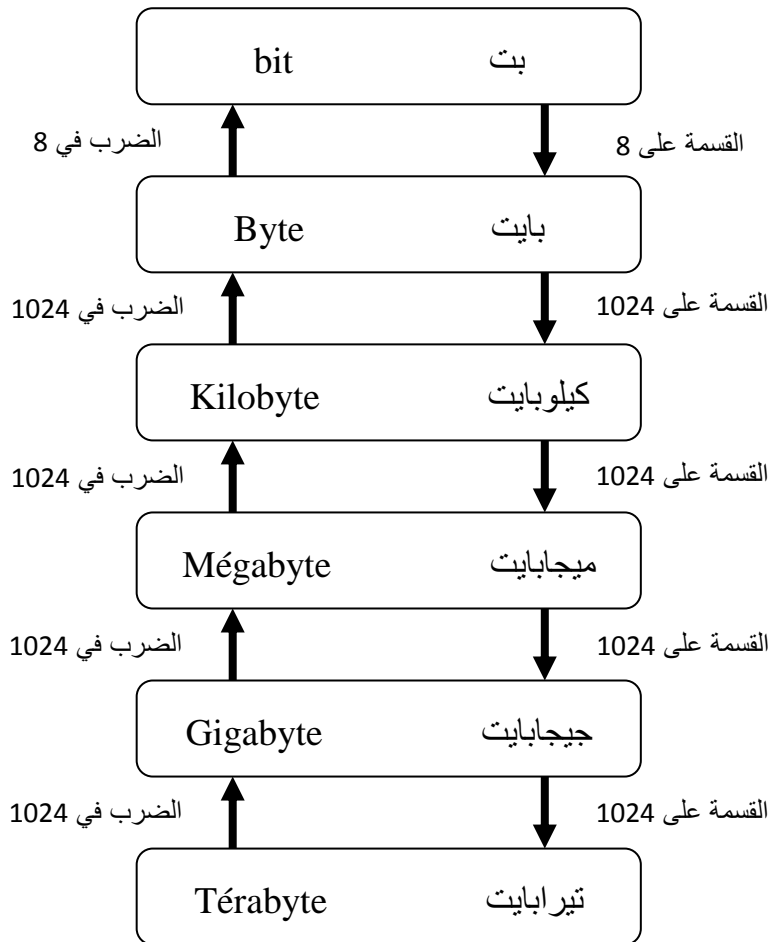 bit بت
الضرب في 8 القسمة على 8
Byte بايت
الضرب في 1024 القسمة على 1024
Kilobyte كيلوبايت
الضرب في 1024 القسمة على 1024
Mégabyte ميجابايت
الضرب في 1024 القسمة على 1024
Gigabyte جيجابايت
الضرب في 1024 القسمة على 1024
Térabyte تيرابايت